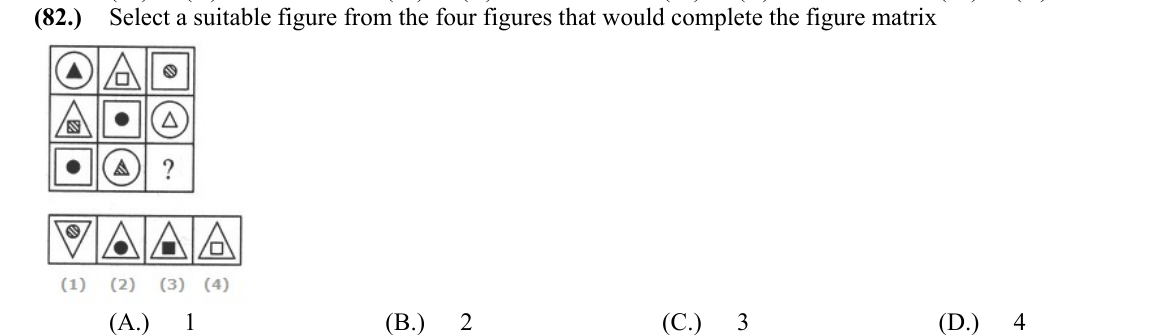 (82.) Select a suitable figure from the four figures that would complete the figure matrix
?
(1) (2) (3) (4)
(A.) 1 (B.) 2 (C.) 3 (D.) 4